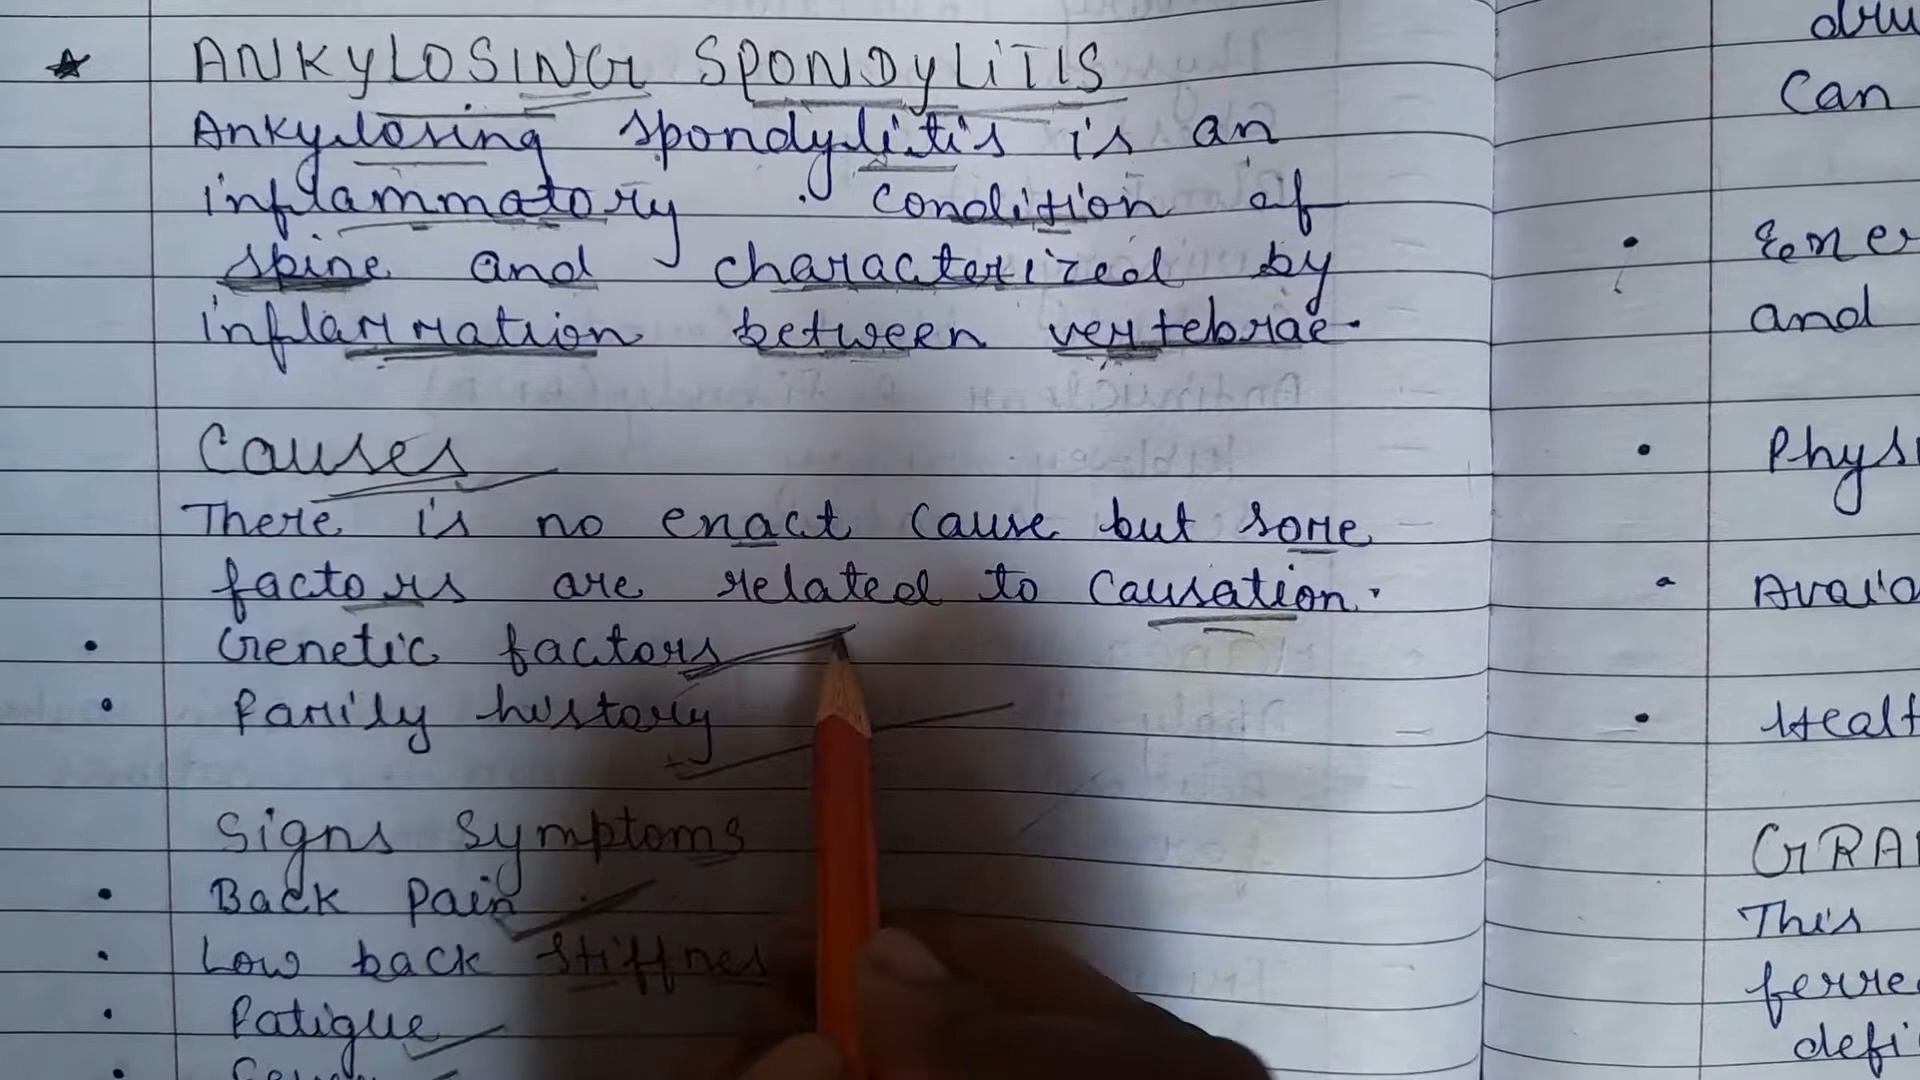 ANKYLOSING SPONDYLITIS
Ankylosing spondylitis is an
inflammatory condition of
spine and characterized by
inflammation between vertebrae.
Causes
There is no exact cause but some
factors are related to causation.
• Genetic factors
• Family history
Signs Symptoms
• Back Pain
• Low back stiffnes
• Fatigue
Can
and
This